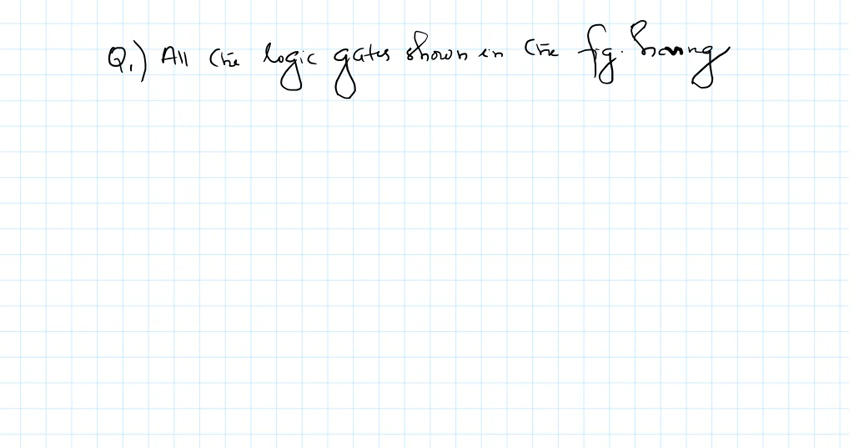 Q.) All the logic gates shown in the fig. having